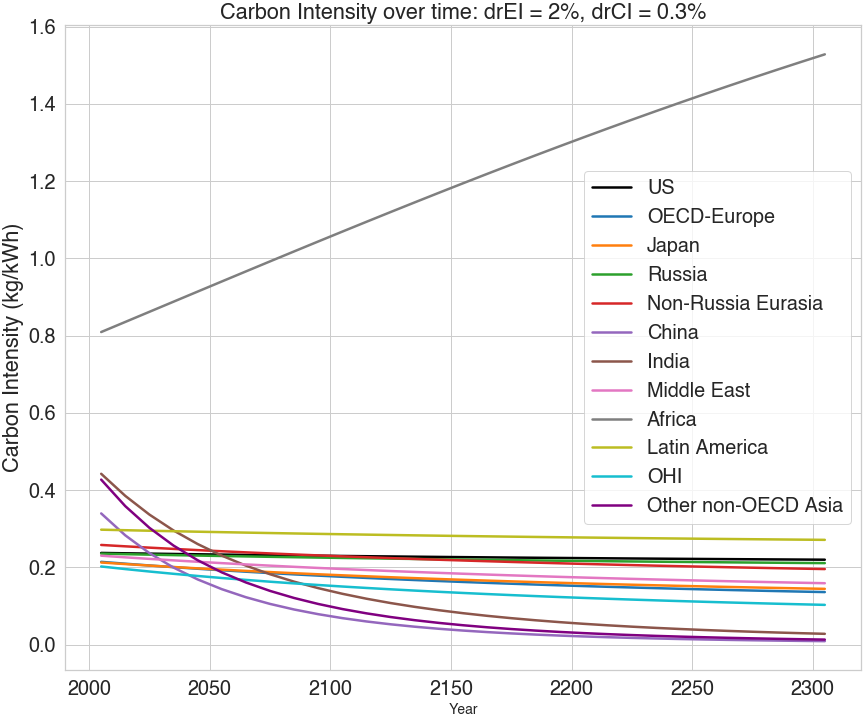 Carbon Intensity over time: drEI = 2%, drCI = 0.3%
Carbon Intensity (kg/kWh)
1.6
1.4
1.2
1.0
0.8
0.6
0.4
0.2
0.0
US
OECD-Europe
Japan
Russia
Non-Russia Eurasia
China
India
Middle East
Africa
Latin America
OHI
Other non-OECD Asia
2000 2050 2100 2150 2200 2250 2300
Year